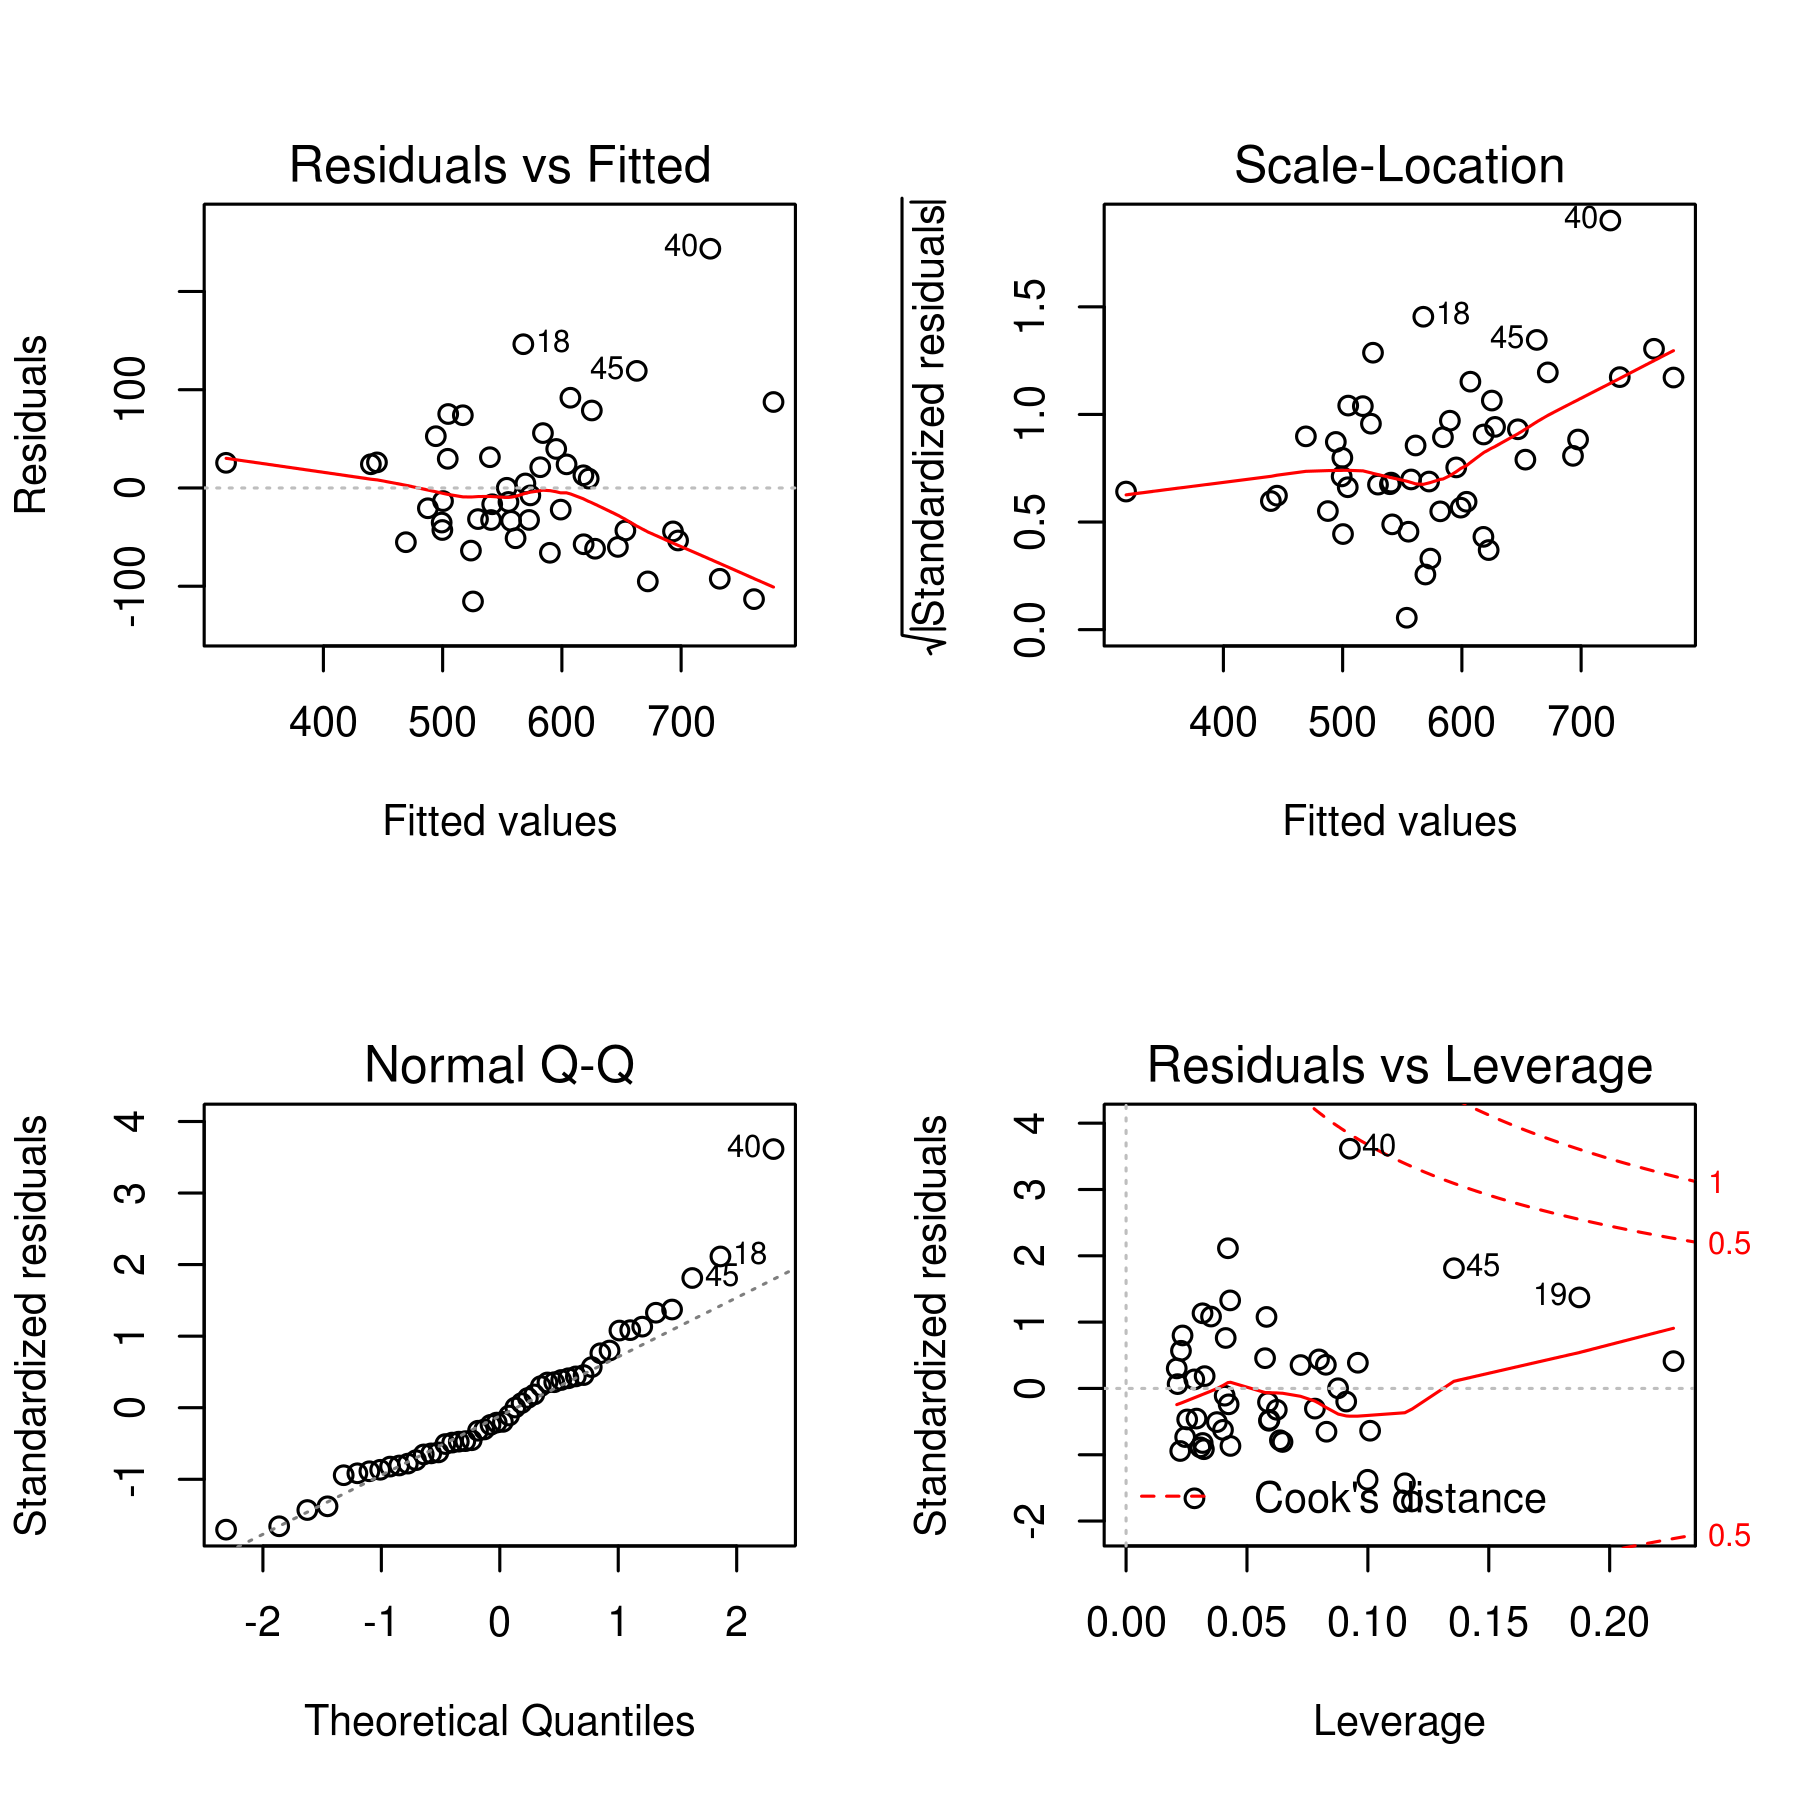 Residuals vs Fitted
Residuals
-100 0 100
40
18
45
400 500 600 700
Fitted values
Scale-Location
√|Standardized residuals|
0.0 0.5 1.0 1.5
40
18
45
400 500 600 700
Fitted values
Normal Q-Q
Standardized residuals
-1 0 1 2 3 4
40
18
45
-2 -1 0 1 2
Theoretical Quantiles
Residuals vs Leverage
Standardized residuals
-2 0 1 2 3 4
40
45
19
1
0.5
0.5
Cook's distance
0.00 0.05 0.10 0.15 0.20
Leverage